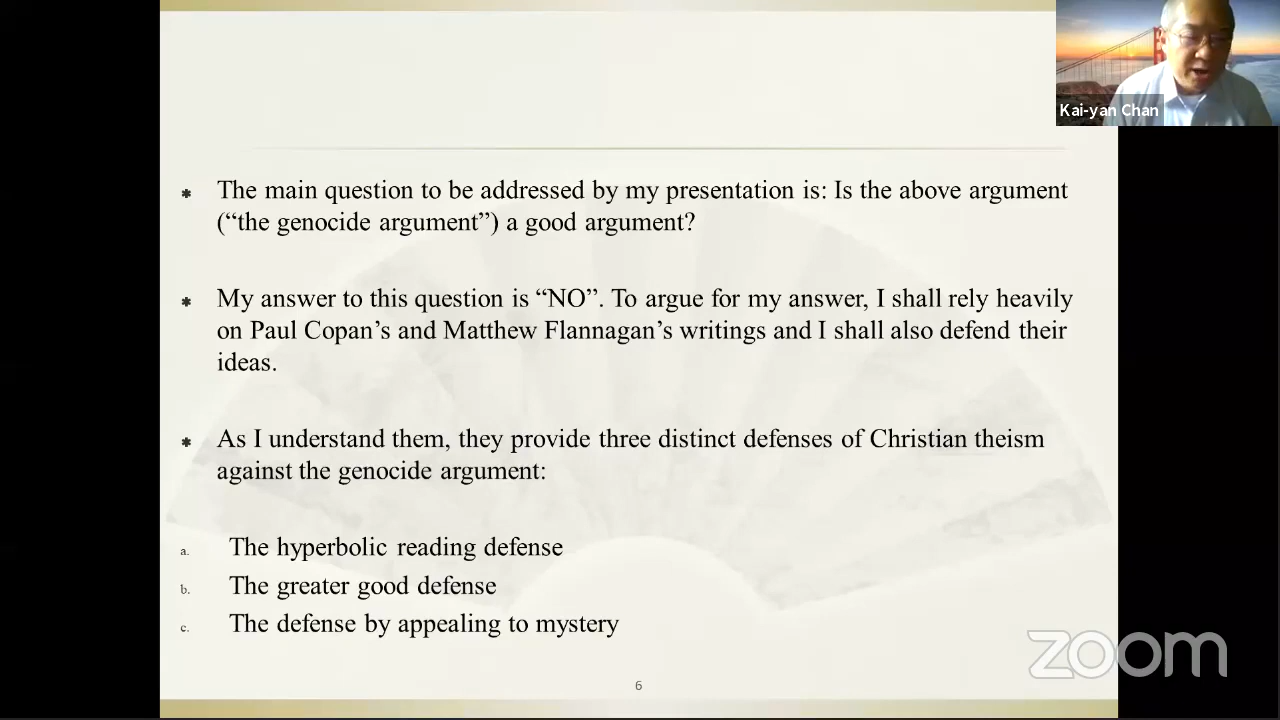 Kai-yan Chan
* The main question to be addressed by my presentation is: Is the above argument
(“the genocide argument”) a good argument?
* My answer to this question is “NO”. To argue for my answer, I shall rely heavily
on Paul Copan’s and Matthew Flannagan’s writings and I shall also defend their
ideas.
* As I understand them, they provide three distinct defenses of Christian theism
against the genocide argument:
a. The hyperbolic reading defense
b. The greater good defense
c. The defense by appealing to mystery
zoom
6